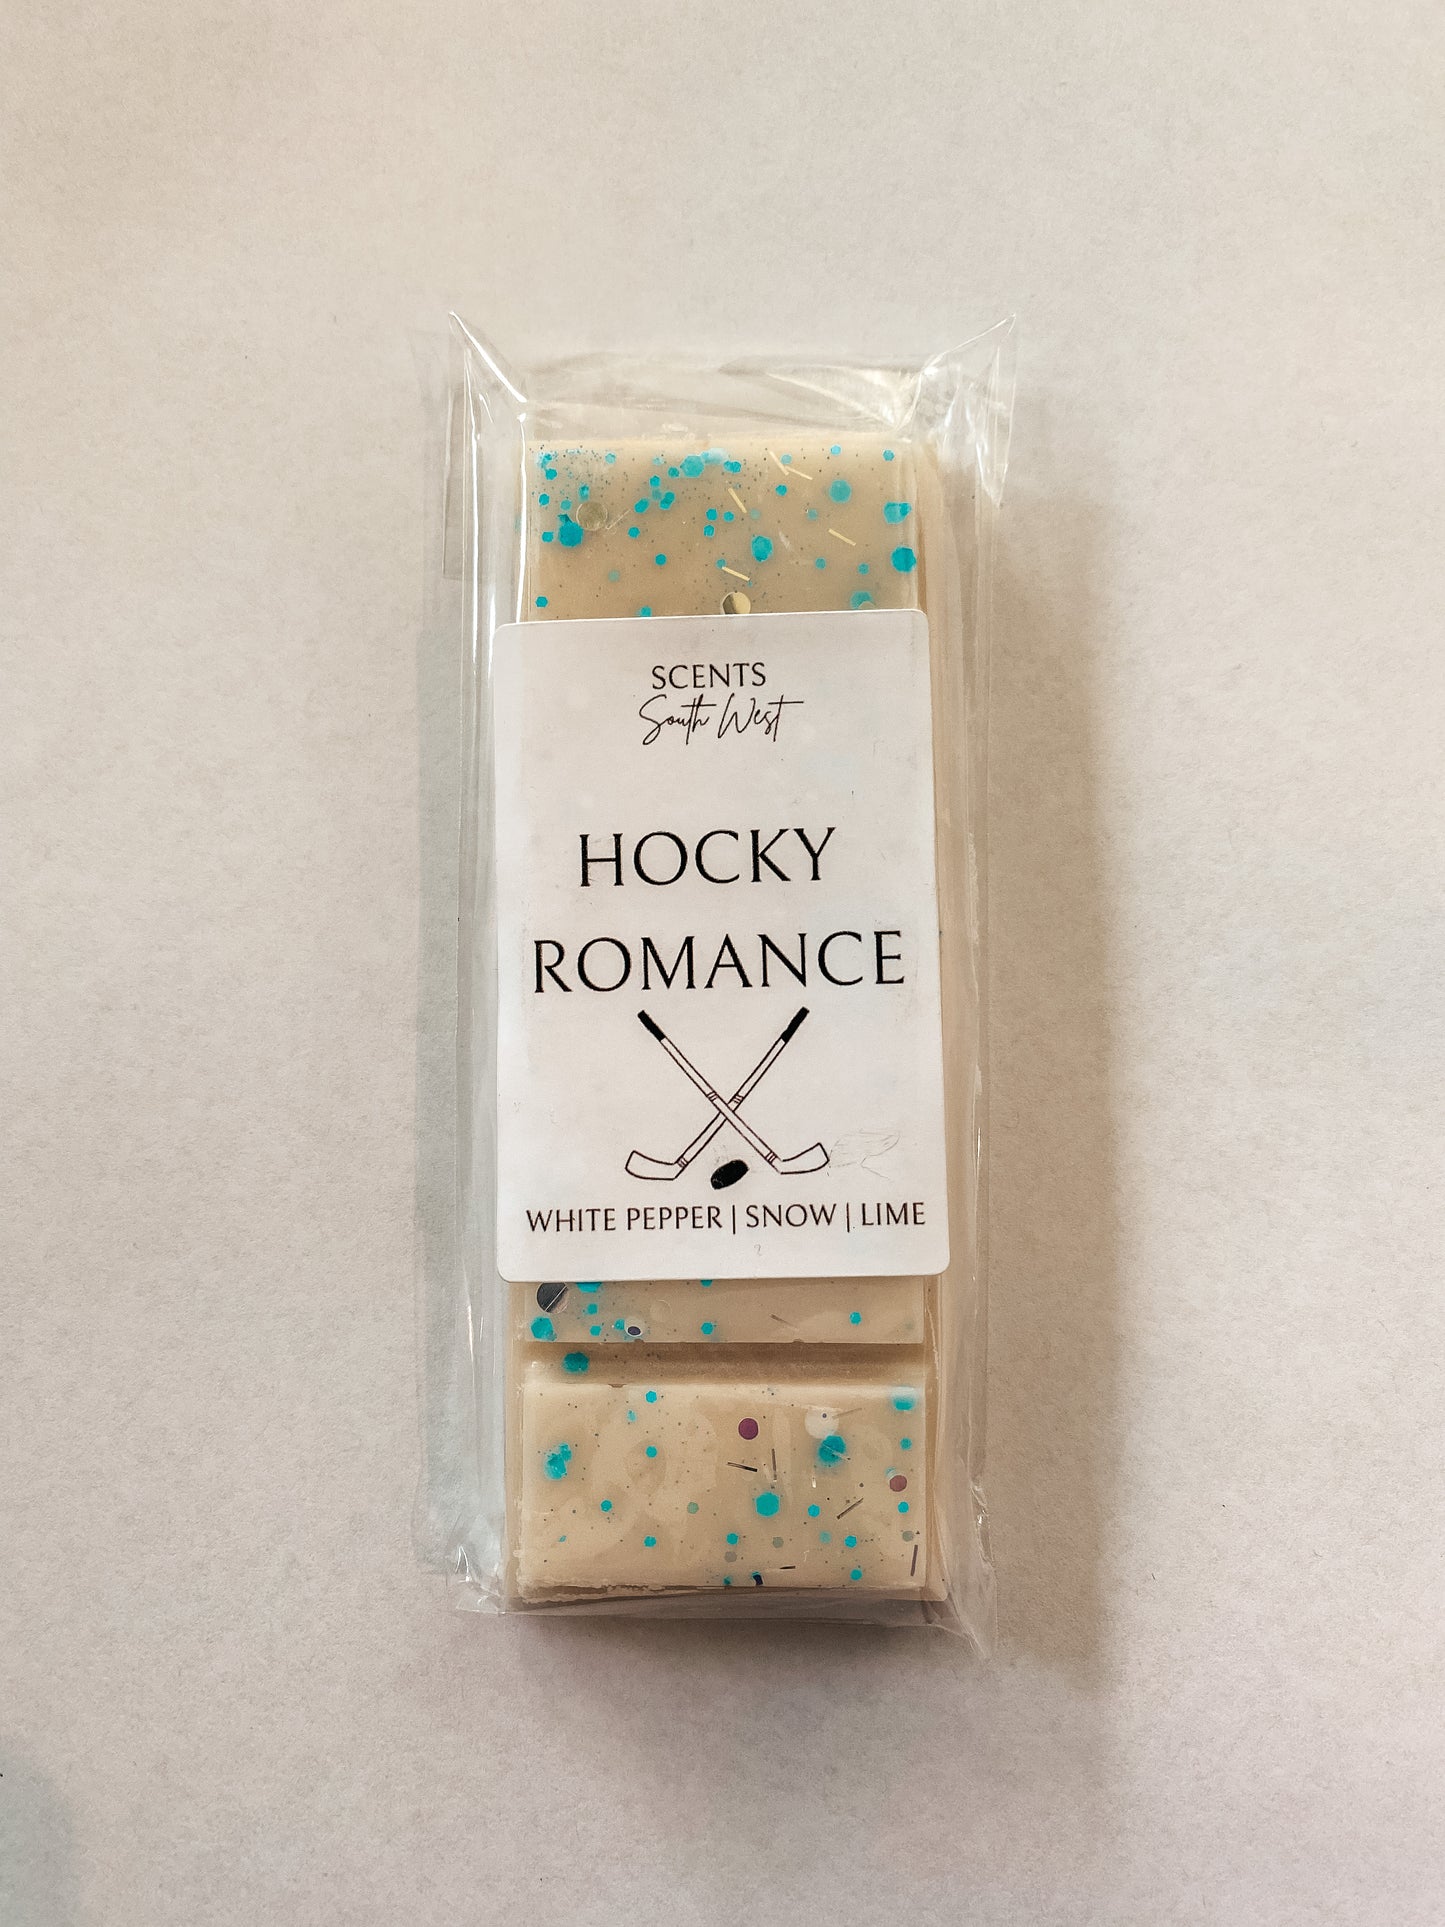 SCENTS
South West
HOCKY
ROMANCE
WHITE PEPPER | SNOW | LIME